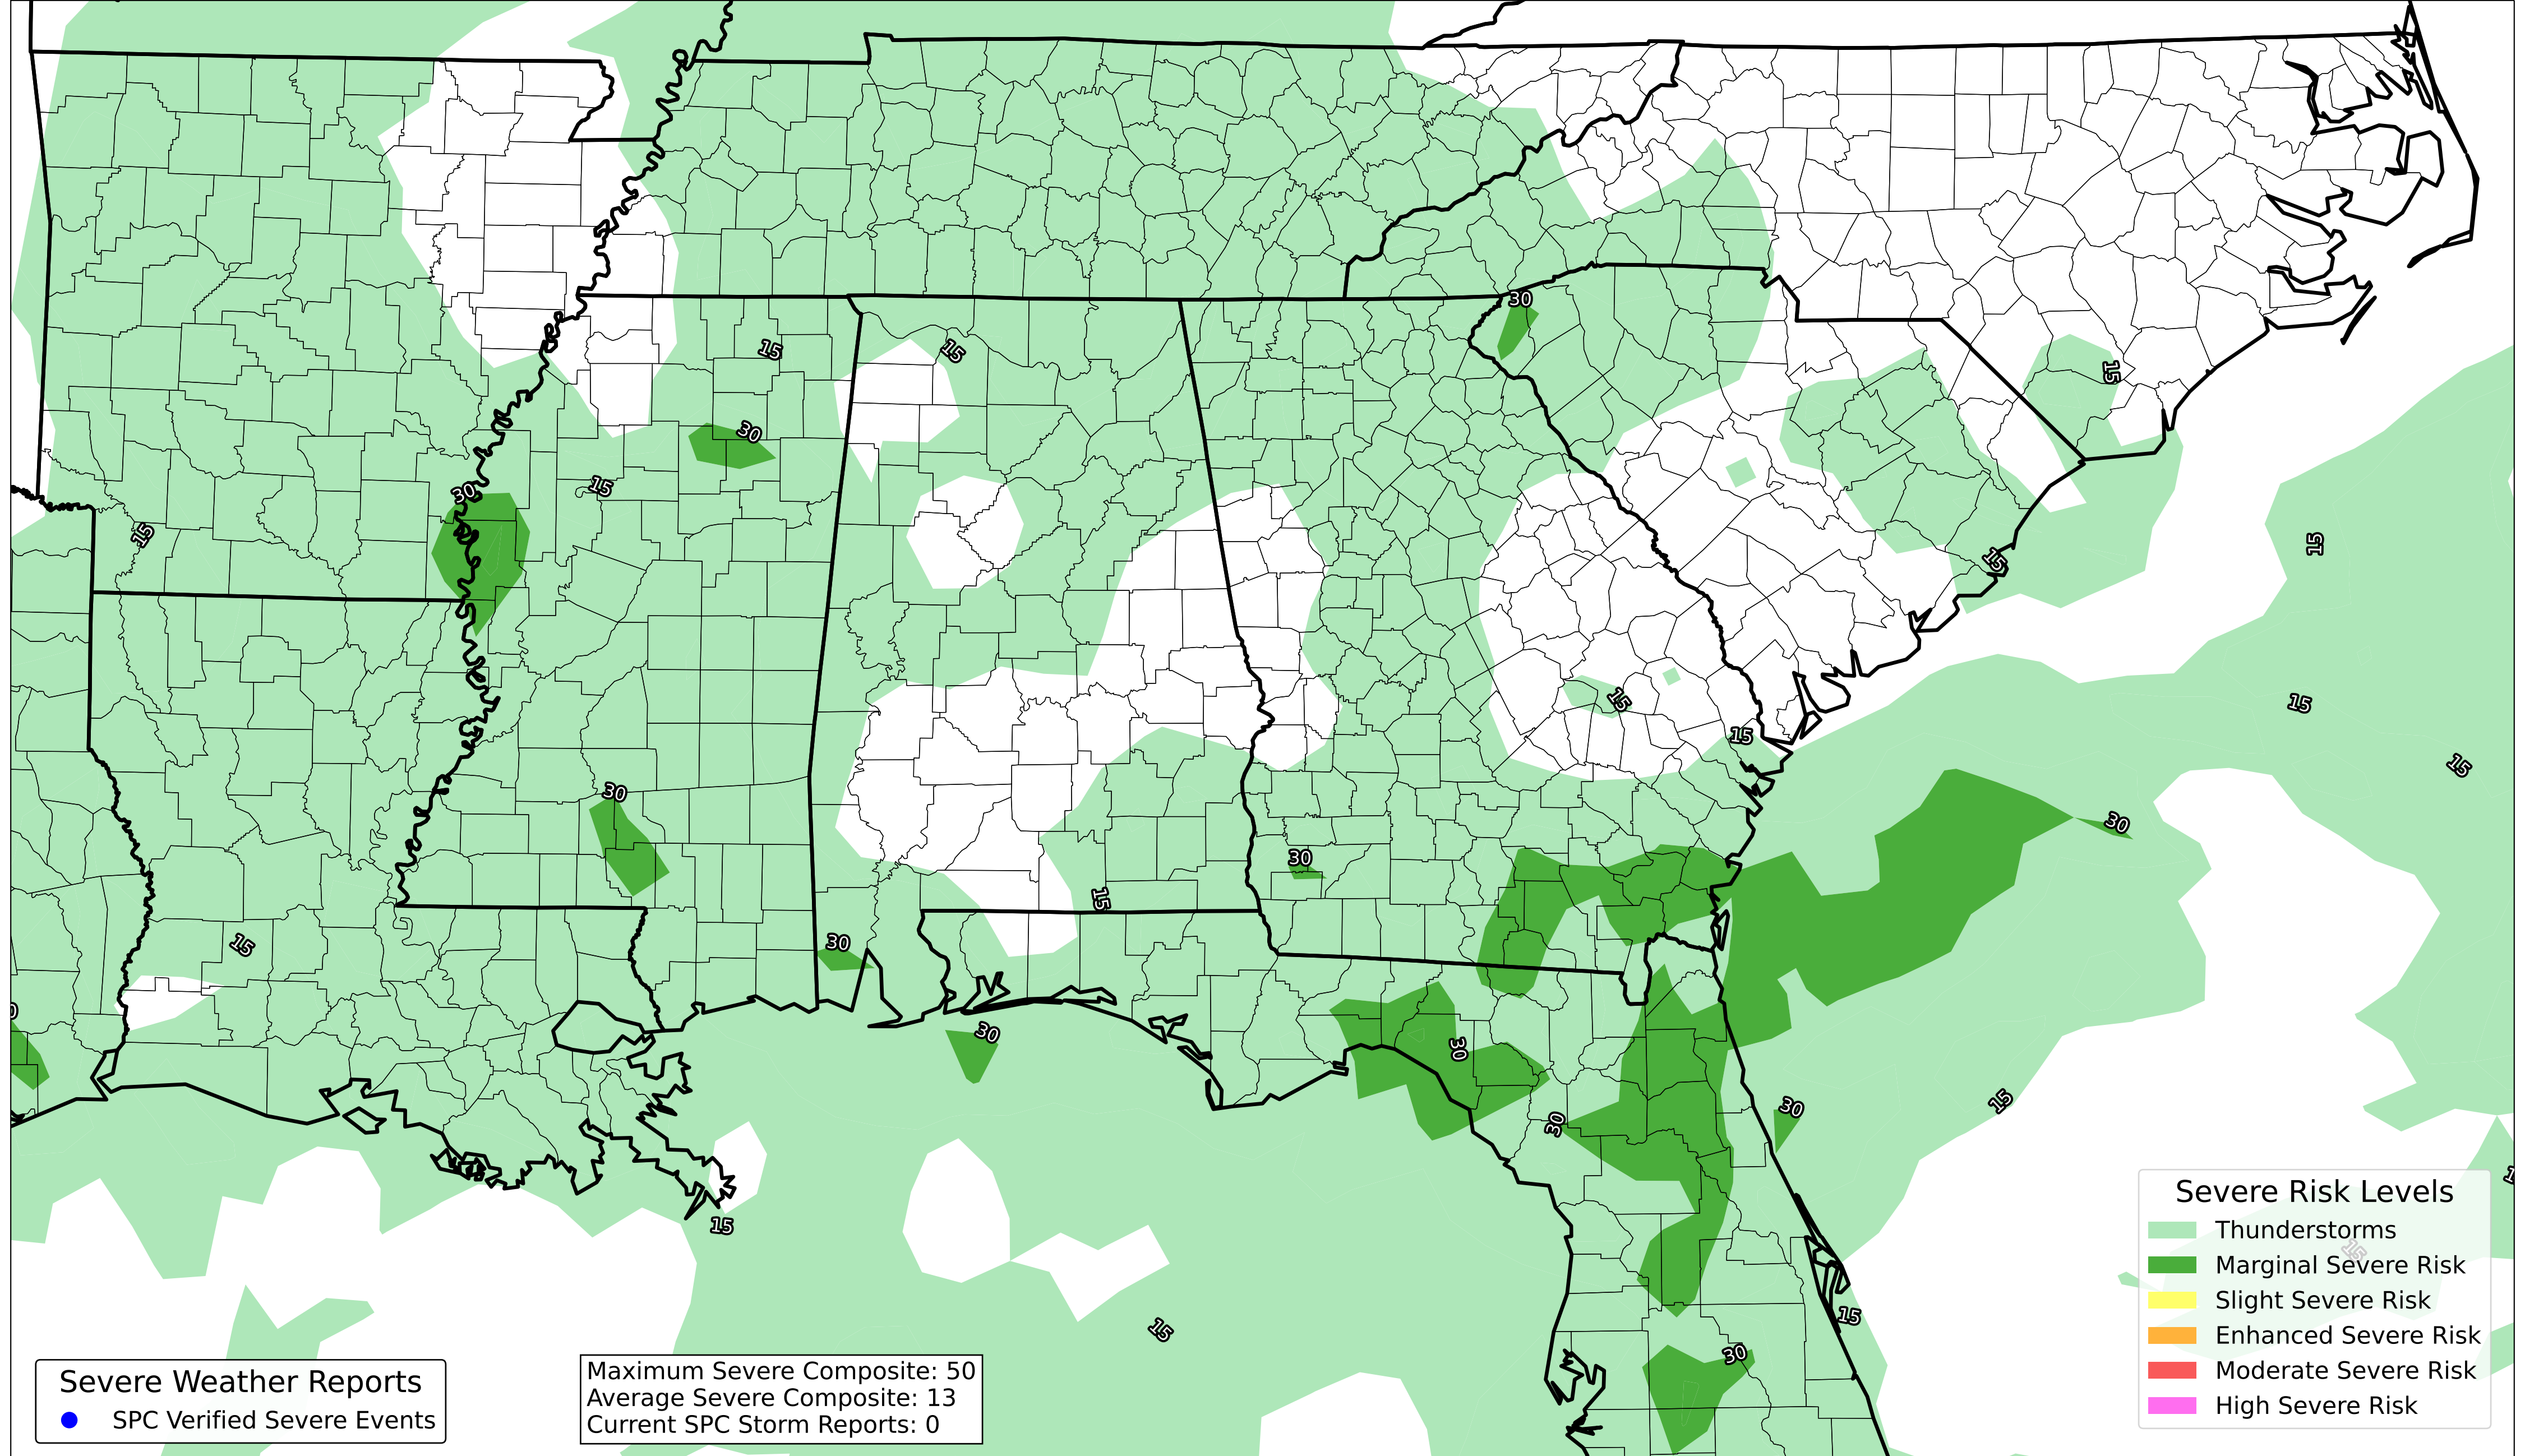 30
15
15
15
30
15
30
15
15
15
15
15
15
15
30
30
30
15
30
15
30
30
15
30
30
15
15
15
15
30
Severe Risk Levels
Thunderstorms
Marginal Severe Risk
Slight Severe Risk
Enhanced Severe Risk
Moderate Severe Risk
High Severe Risk
Severe Weather Reports
SPC Verified Severe Events
Maximum Severe Composite: 50
Average Severe Composite: 13
Current SPC Storm Reports: 0